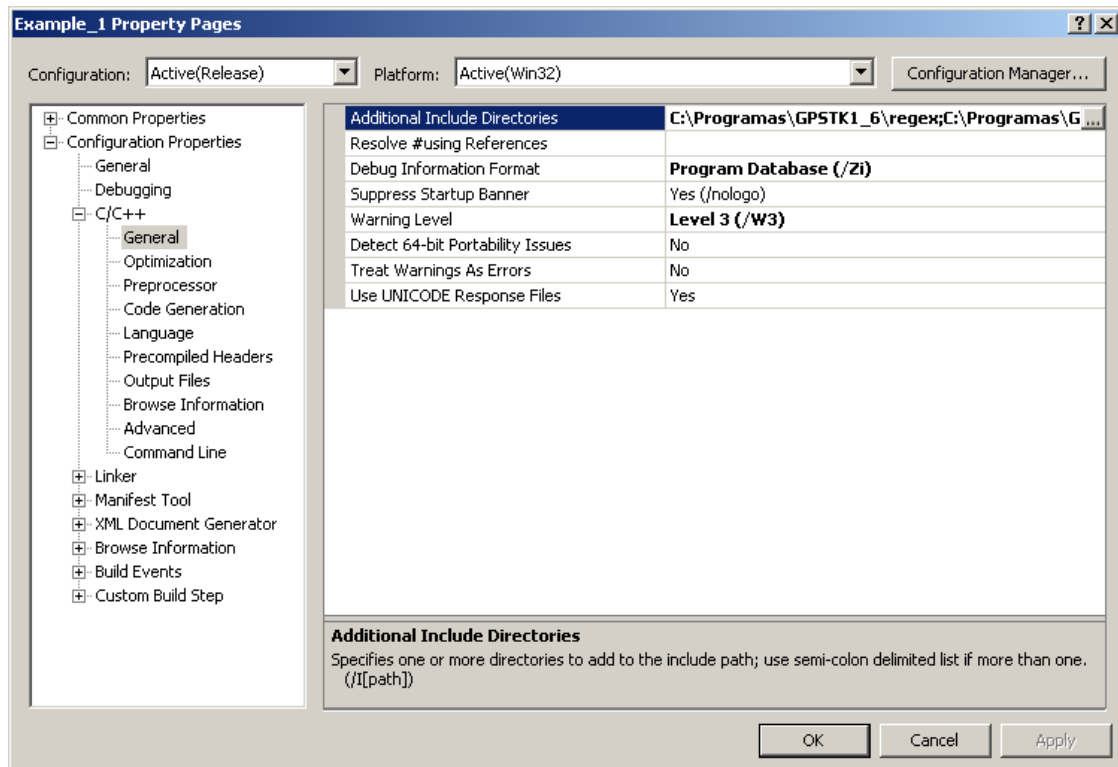 Example_1 Property Pages
Configuration: Active(Release) Platform: Active(Win32) Configuration Manager...
Common Properties
Configuration Properties
General
Debugging
C/C++
General
Optimization
Preprocessor
Code Generation
Language
Precompiled Headers
Output Files
Browse Information
Advanced
Command Line
Linker
Manifest Tool
XML Document Generator
Browse Information
Build Events
Custom Build Step
Additional Include Directories C:\Programas\GPSTK1_6\regex;C:\Programas\G ...
Resolve #using References
Debug Information Format Program Database (/Zi)
Suppress Startup Banner Yes (/nologo)
Warning Level Level 3 (/W3)
Detect 64-bit Portability Issues No
Treat Warnings As Errors No
Use UNICODE Response Files Yes
Additional Include Directories
Specifies one or more directories to add to the include path; use semi-colon delimited list if more than one.
(/I[path])
OK Cancel Apply